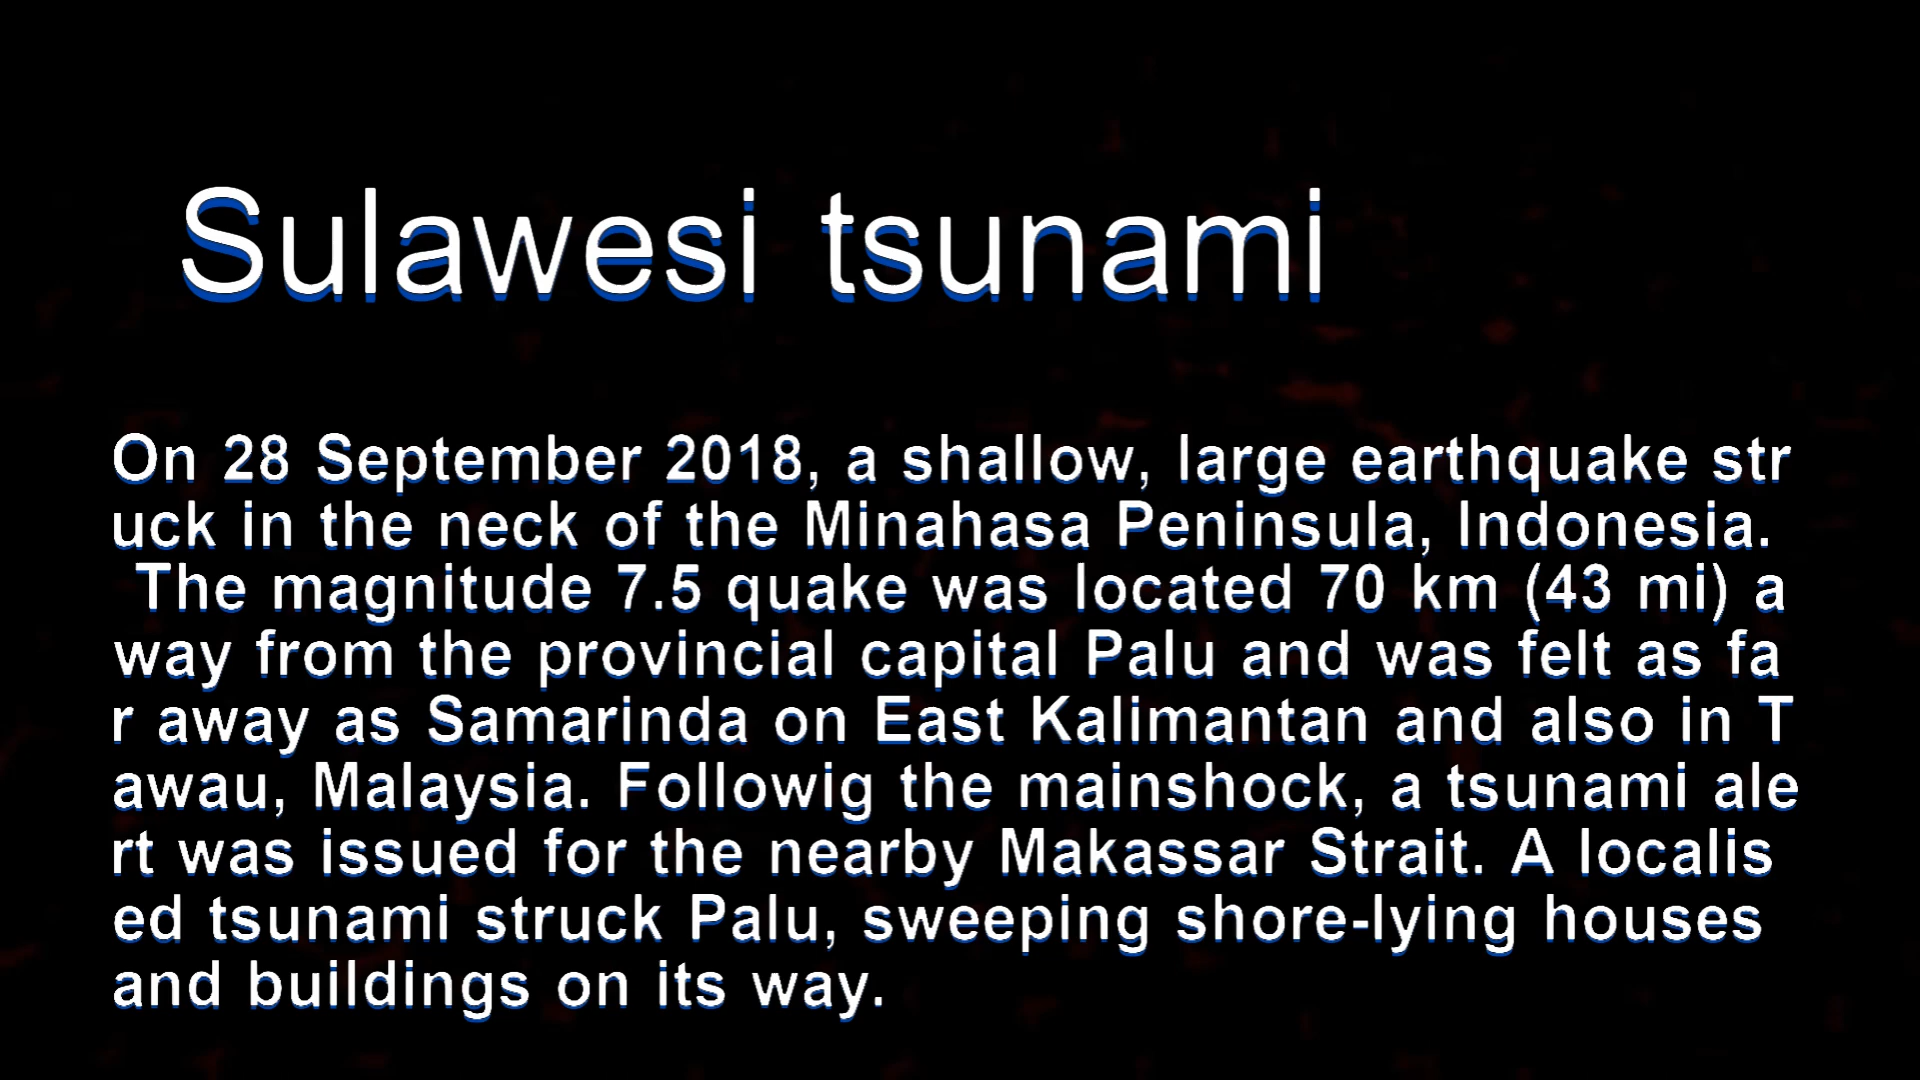 Sulawesi tsunami
On 28 September 2018, a shallow, large earthquake str
uck in the neck of the Minahasa Peninsula, Indonesia.
The magnitude 7.5 quake was located 70 km (43 mi) a
way from the provincial capital Palu and was felt as fa
r away as Samarinda on East Kalimantan and also in T
awau, Malaysia. Followig the mainshock, a tsunami ale
rt was issued for the nearby Makassar Strait. A localis
ed tsunami struck Palu, sweeping shore-lying houses
and buildings on its way.